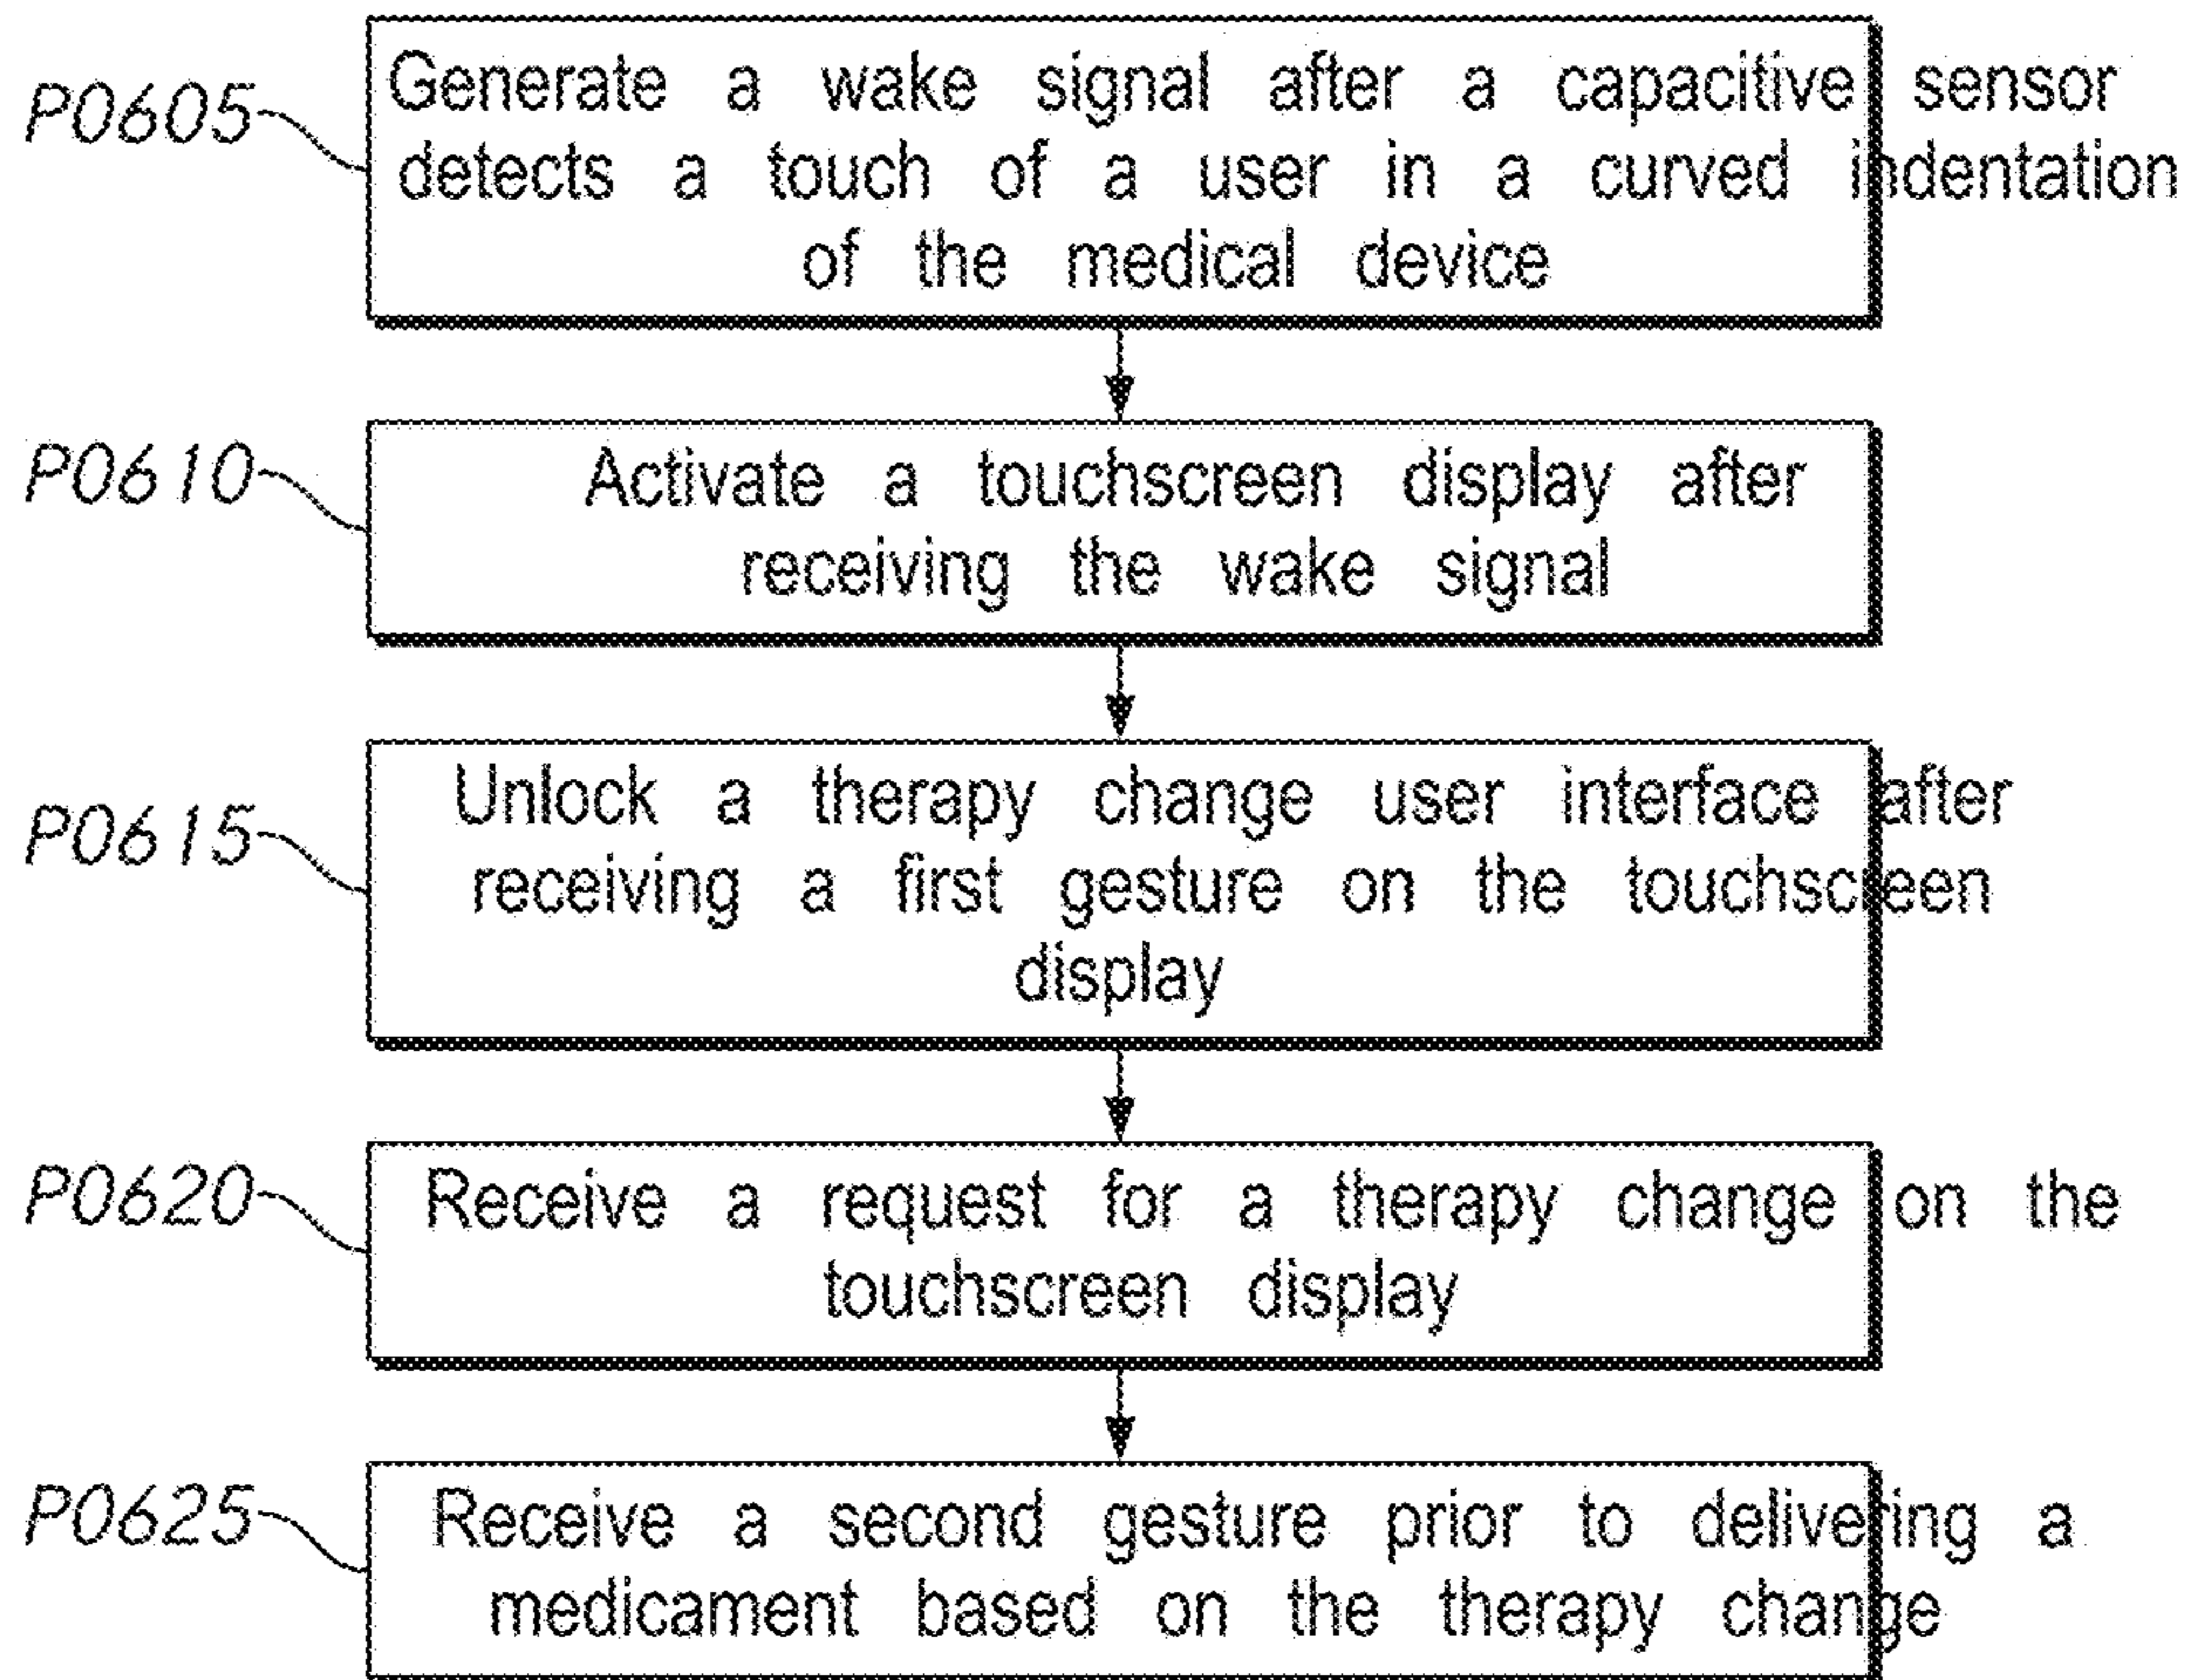 P0605
Generate a wake signal after a capacitive sensor
detects a touch of a user in a curved indentation
of the medical device
P0610
Activate a touchscreen display after
receiving the wake signal
P0615
Unlock a therapy change user interface after
receiving a first gesture on the touchscreen
display
P0620
Receive a request for a therapy change on the
touchscreen display
P0625
Receive a second gesture prior to delivering a
medicament based on the therapy change